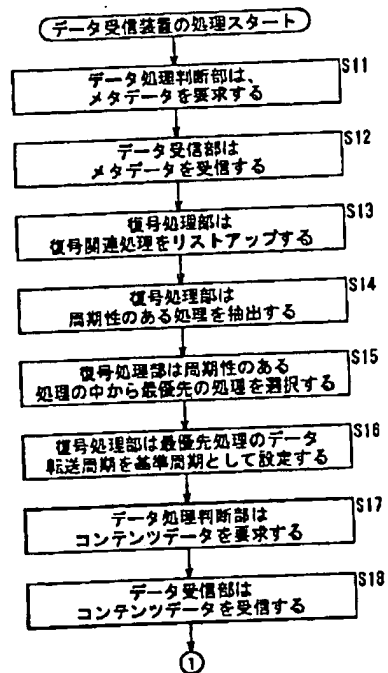 データ受信装置の処理スタート
S11
データ処理判断部は、
メタデータを要求する
S12
データ受信部は
メタデータを受信する
S13
復号処理部は
復号関連処理をリストアップする
S14
復号処理部は
周期性のある処理を抽出する
S15
復号処理部は周期性のある
処理の中から最優先の処理を選択する
S16
復号処理部は最優先処理のデータ
転送周期を基準周期として設定する
S17
データ処理判断部は
コンテンツデータを要求する
S18
データ受信部は
コンテンツデータを受信する
①